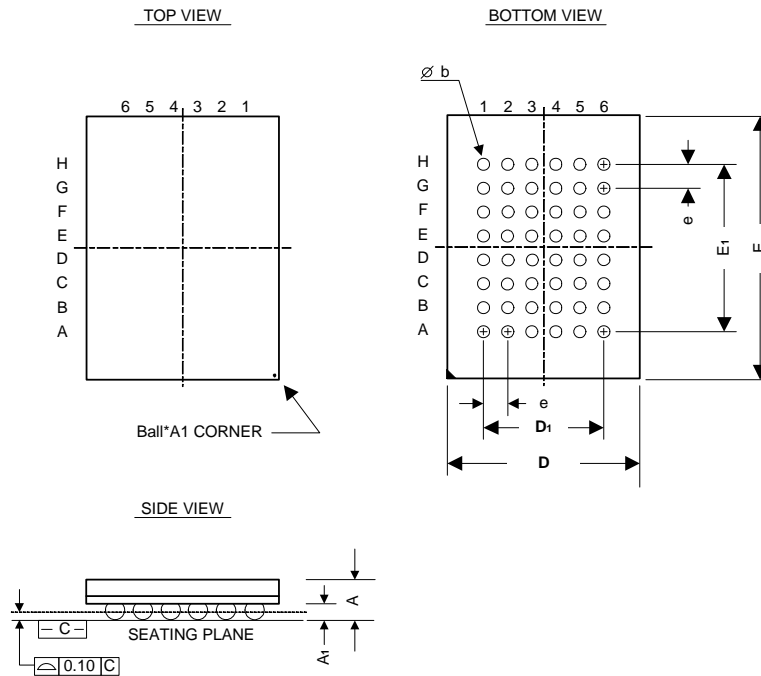 TOP VIEW
BOTTOM VIEW
Ø b
6 5 4 3 2 1
1 2 3 4 5 6
H
G
F
E
D
C
B
A
H
G
F
E
D
C
B
A
e
E1
E
e
D1
D
Ball*A1 CORNER
SIDE VIEW
A
A1
– C –
SEATING PLANE
⌓ 0.10 C